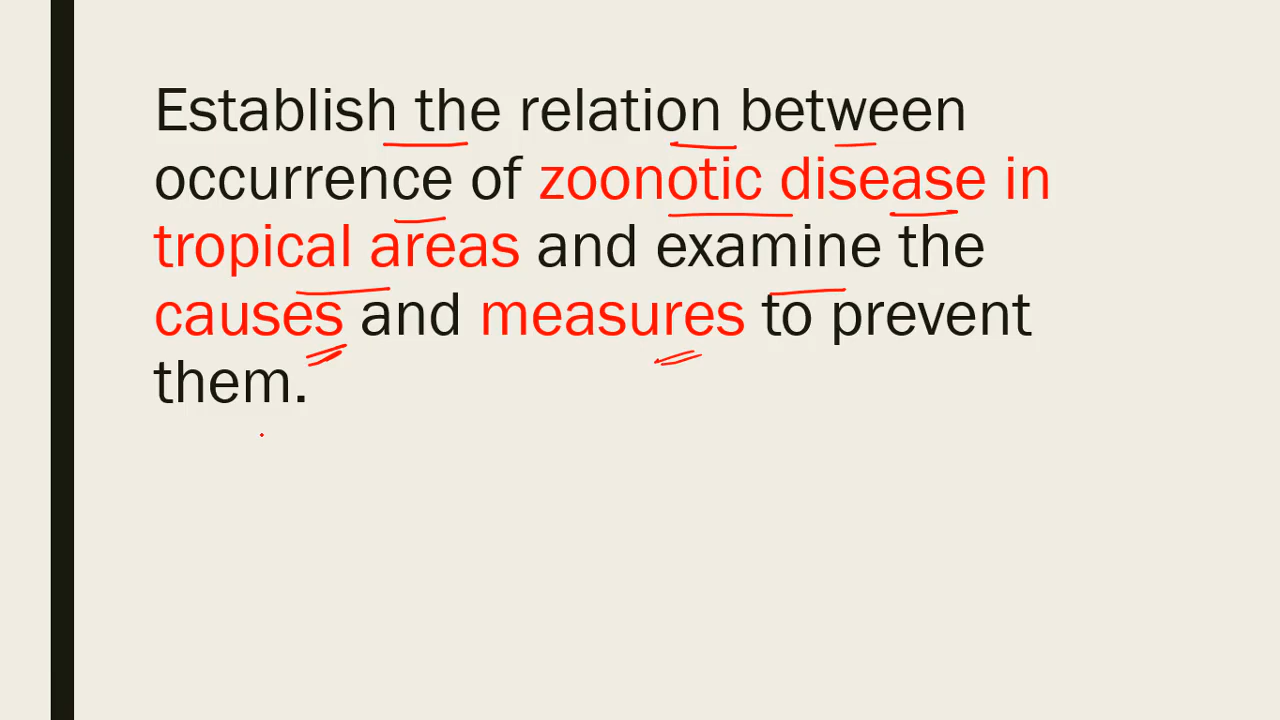 Establish the relation between
occurrence of zoonotic disease in
tropical areas and examine the
causes and measures to prevent
them.